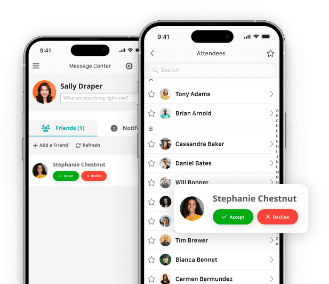 9:41
Message Center
Sally Draper
What are you doing right now?
Friends (1)
Notifi
+ Add a Friend
Refresh
Stephanie Chestnut
Accept
Decline
9:41
Attendees
Search
Tony Adams
Brian Arnold
B
Cassandra Baker
Daniel Bates
Will Bonner
Stephanie Chestnut
Accept
Decline
Tim Brewer
Bianca Bennet
Carmen Bermundez